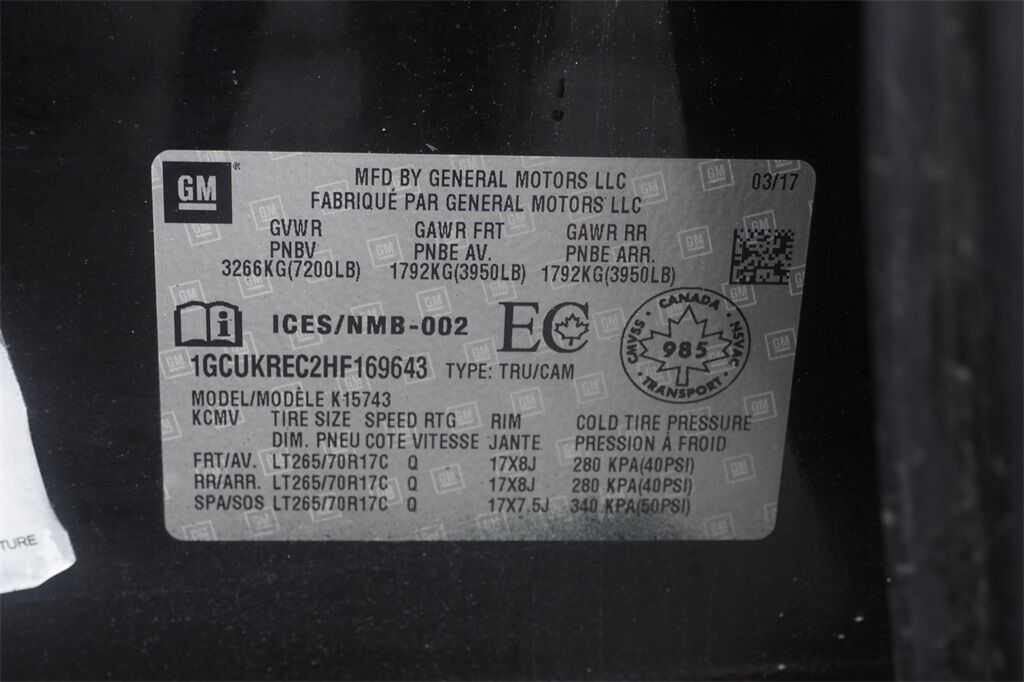 GM
MFD BY GENERAL MOTORS LLC 03/17
FABRIQUÉ PAR GENERAL MOTORS LLC
GVWR GAWR FRT GAWR RR
PNBV PNBE AV. PNBE ARR.
3266KG(7200LB) 1792KG(3950LB) 1792KG(3950LB)
i ICES/NMB-002 EC
CANADA
CMVSS 985 NSVAC
TRANSPORT
1GCUKREC2HF169643 TYPE: TRU/CAM
MODEL/MODÈLE K15743
KCMV TIRE SIZE SPEED RTG RIM COLD TIRE PRESSURE
DIM. PNEU COTE VITESSE JANTE PRESSION À FROID
FRT/AV. LT265/70R17C Q 17X8J 280 KPA(40PSI)
RR/ARR. LT265/70R17C Q 17X8J 280 KPA(40PSI)
SPA/SOS LT265/70R17C Q 17X7.5J 340 KPA(50PSI)
TURE